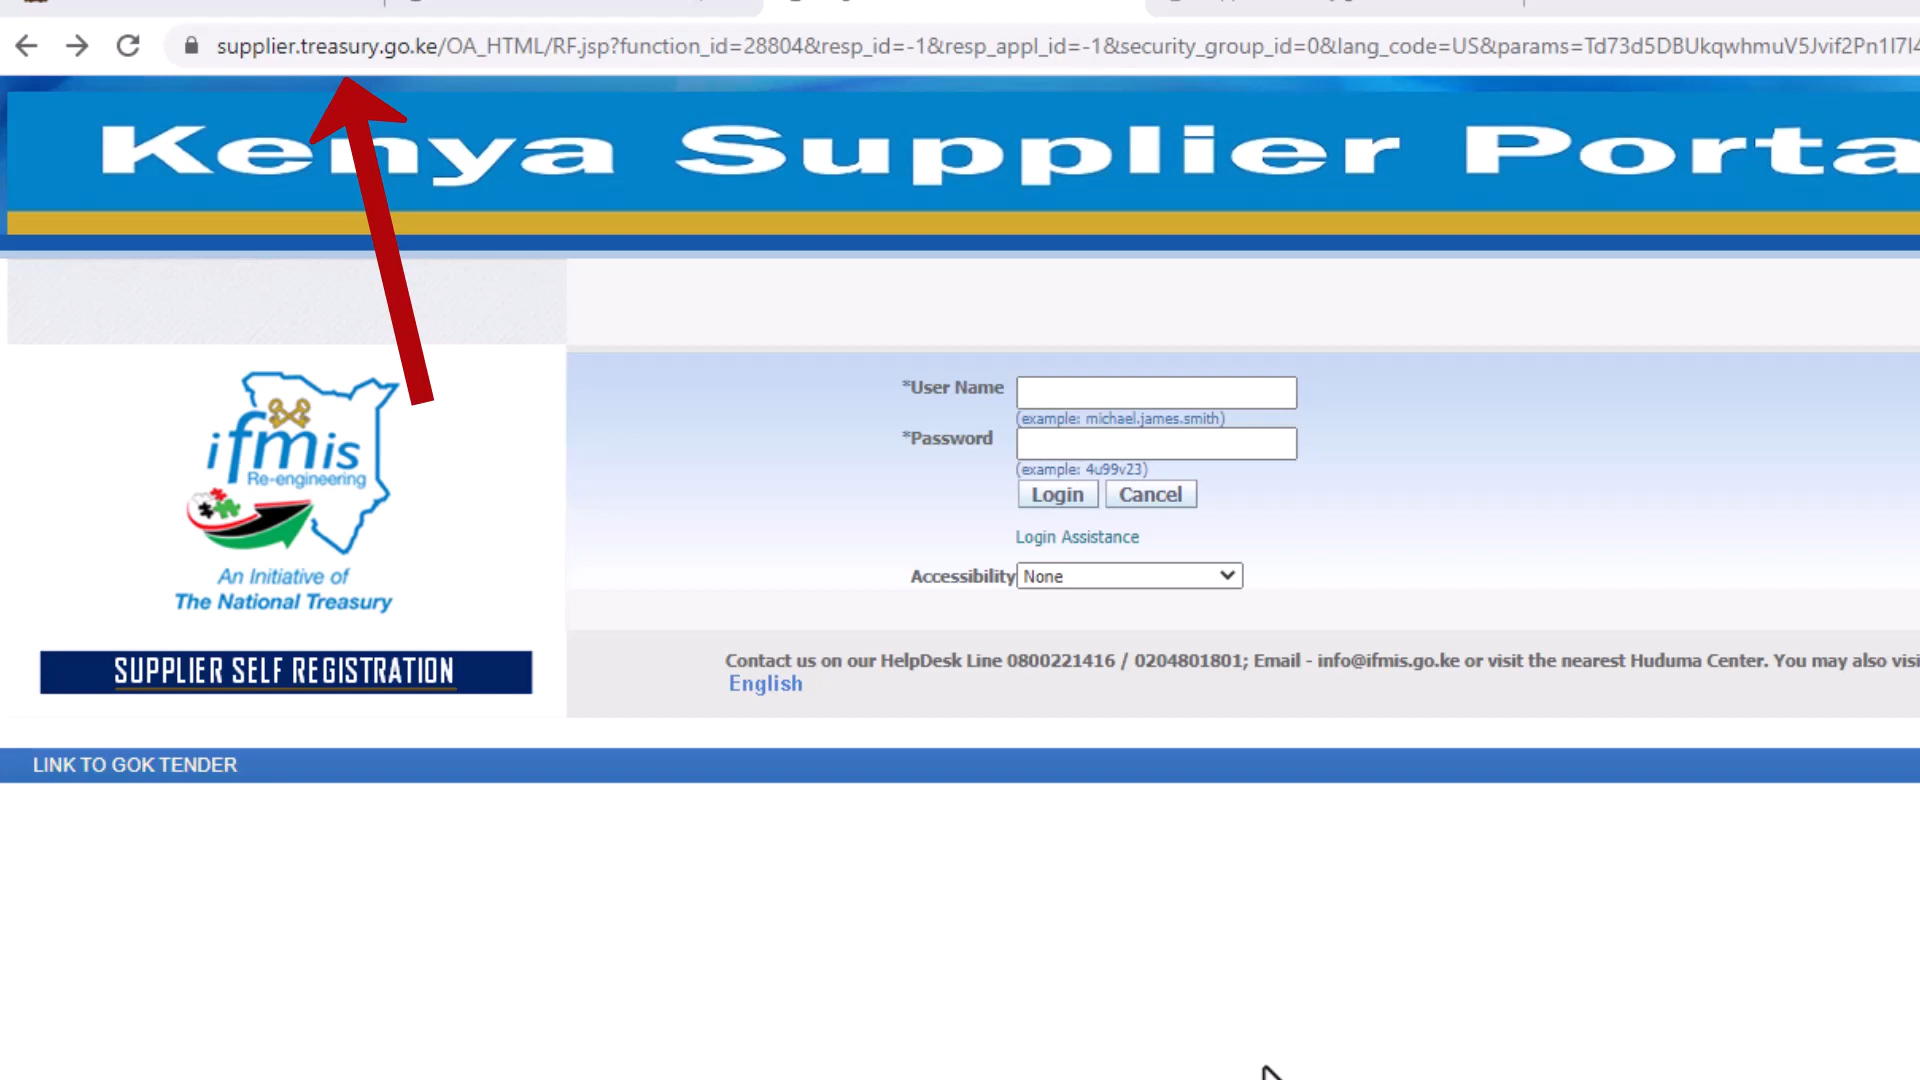 supplier.treasury.go.ke/OA_HTML/RF.jsp?function_id=28804&resp_id=-1&resp_appl_id=-1&security_group_id=0&lang_code=US&params=Td73d5DBUkqwhmuV5Jvif2Pn1I7I4
Kenya Supplier Porta
*User Name
(example: michael.james.smith)
*Password
(example: 4u99v23)
Login Cancel
Login Assistance
Accessibility None
ifmis
Re-engineering
An Initiative of
The National Treasury
SUPPLIER SELF REGISTRATION
Contact us on our HelpDesk Line 0800221416 / 0204801801; Email - info@ifmis.go.ke or visit the nearest Huduma Center. You may also visi
English
LINK TO GOK TENDER